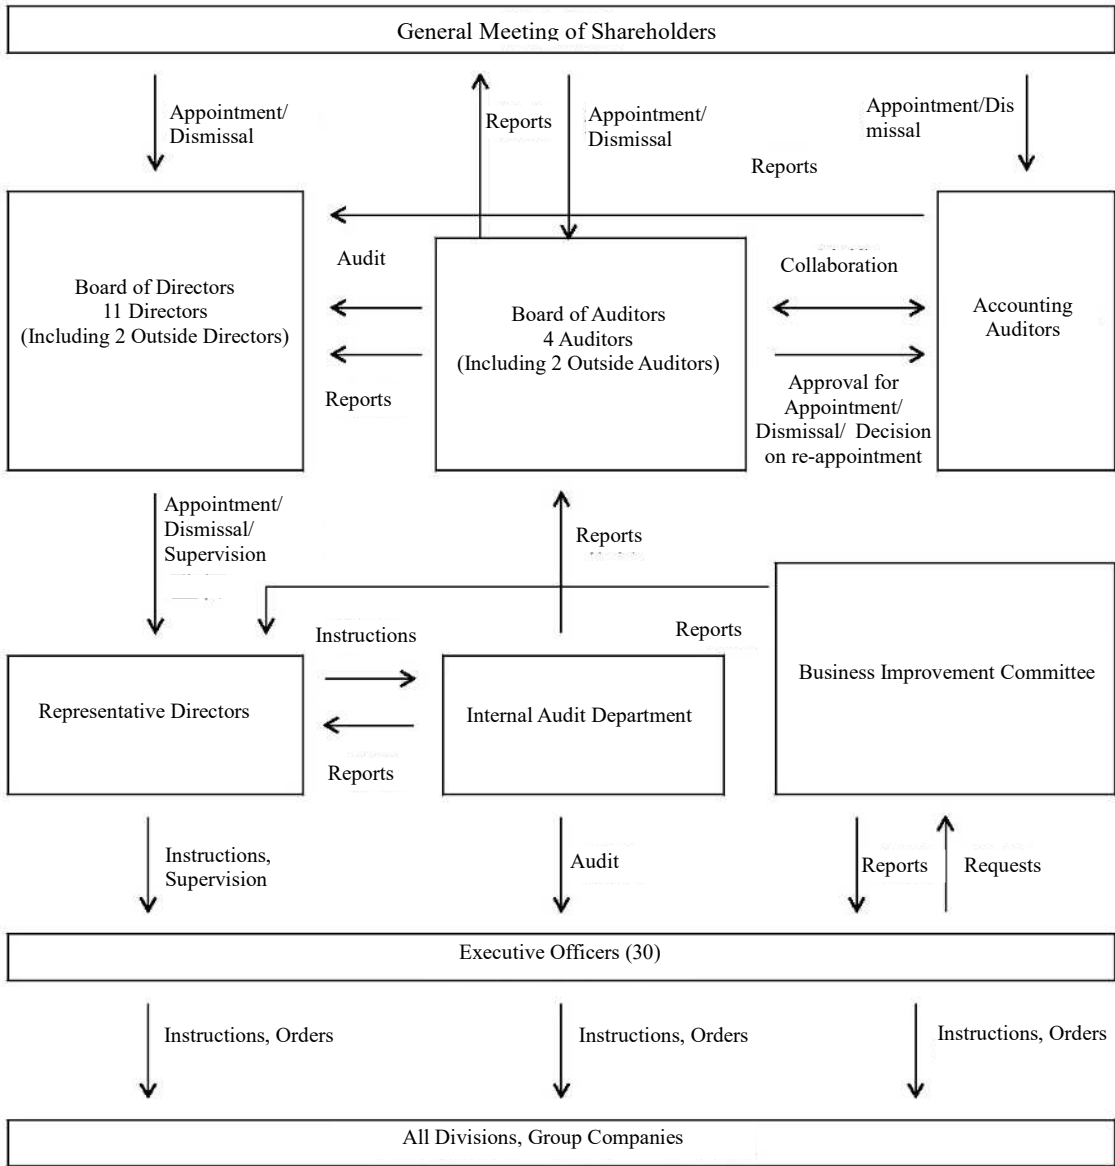 General Meeting of Shareholders
Appointment/
Dismissal
Reports
Appointment/
Dismissal
Appointment/Dis
missal
Reports
Board of Directors
11 Directors
(Including 2 Outside Directors)
Audit
Reports
Board of Auditors
4 Auditors
(Including 2 Outside Auditors)
Collaboration
Approval for
Appointment/
Dismissal/ Decision
on re-appointment
Accounting
Auditors
Appointment/
Dismissal/
Supervision
Reports
Instructions
Reports
Business Improvement Committee
Representative Directors
Internal Audit Department
Reports
Instructions,
Supervision
Audit
Reports
Requests
Executive Officers (30)
Instructions, Orders
Instructions, Orders
Instructions, Orders
All Divisions, Group Companies